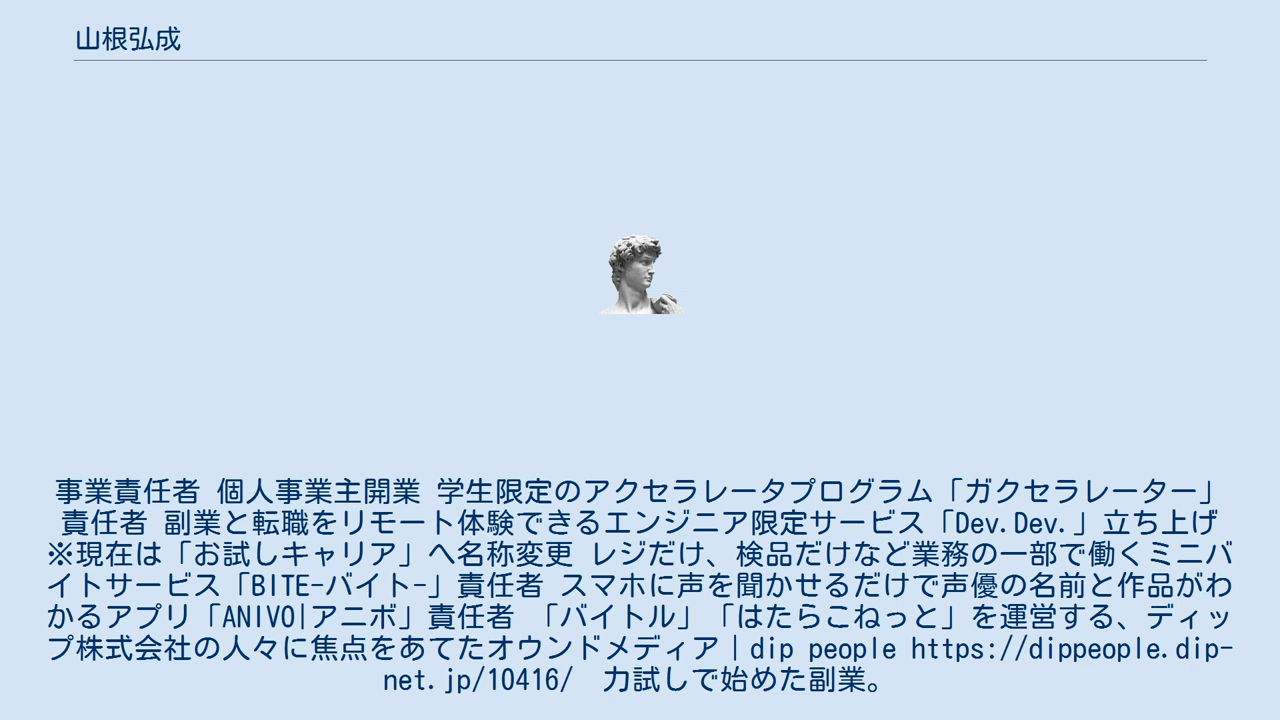 山根弘成
事業責任者 個人事業主開業 学生限定のアクセラレータプログラム「ガクセラレーター」
責任者 副業と転職をリモート体験できるエンジニア限定サービス「Dev.Dev.」立ち上げ
※現在は「お試しキャリア」へ名称変更 レジだけ、検品だけなど業務の一部で働くミニバ
イトサービス「BITE-バイト-」責任者 スマホに声を聞かせるだけで声優の名前と作品がわ
かるアプリ「ANIVO|アニボ」責任者 「バイトル」「はたらこねっと」を運営する、ディッ
プ株式会社の人々に焦点をあてたオウンドメディア｜dip people https://dippeople.dip-
net.jp/10416/　力試しで始めた副業。